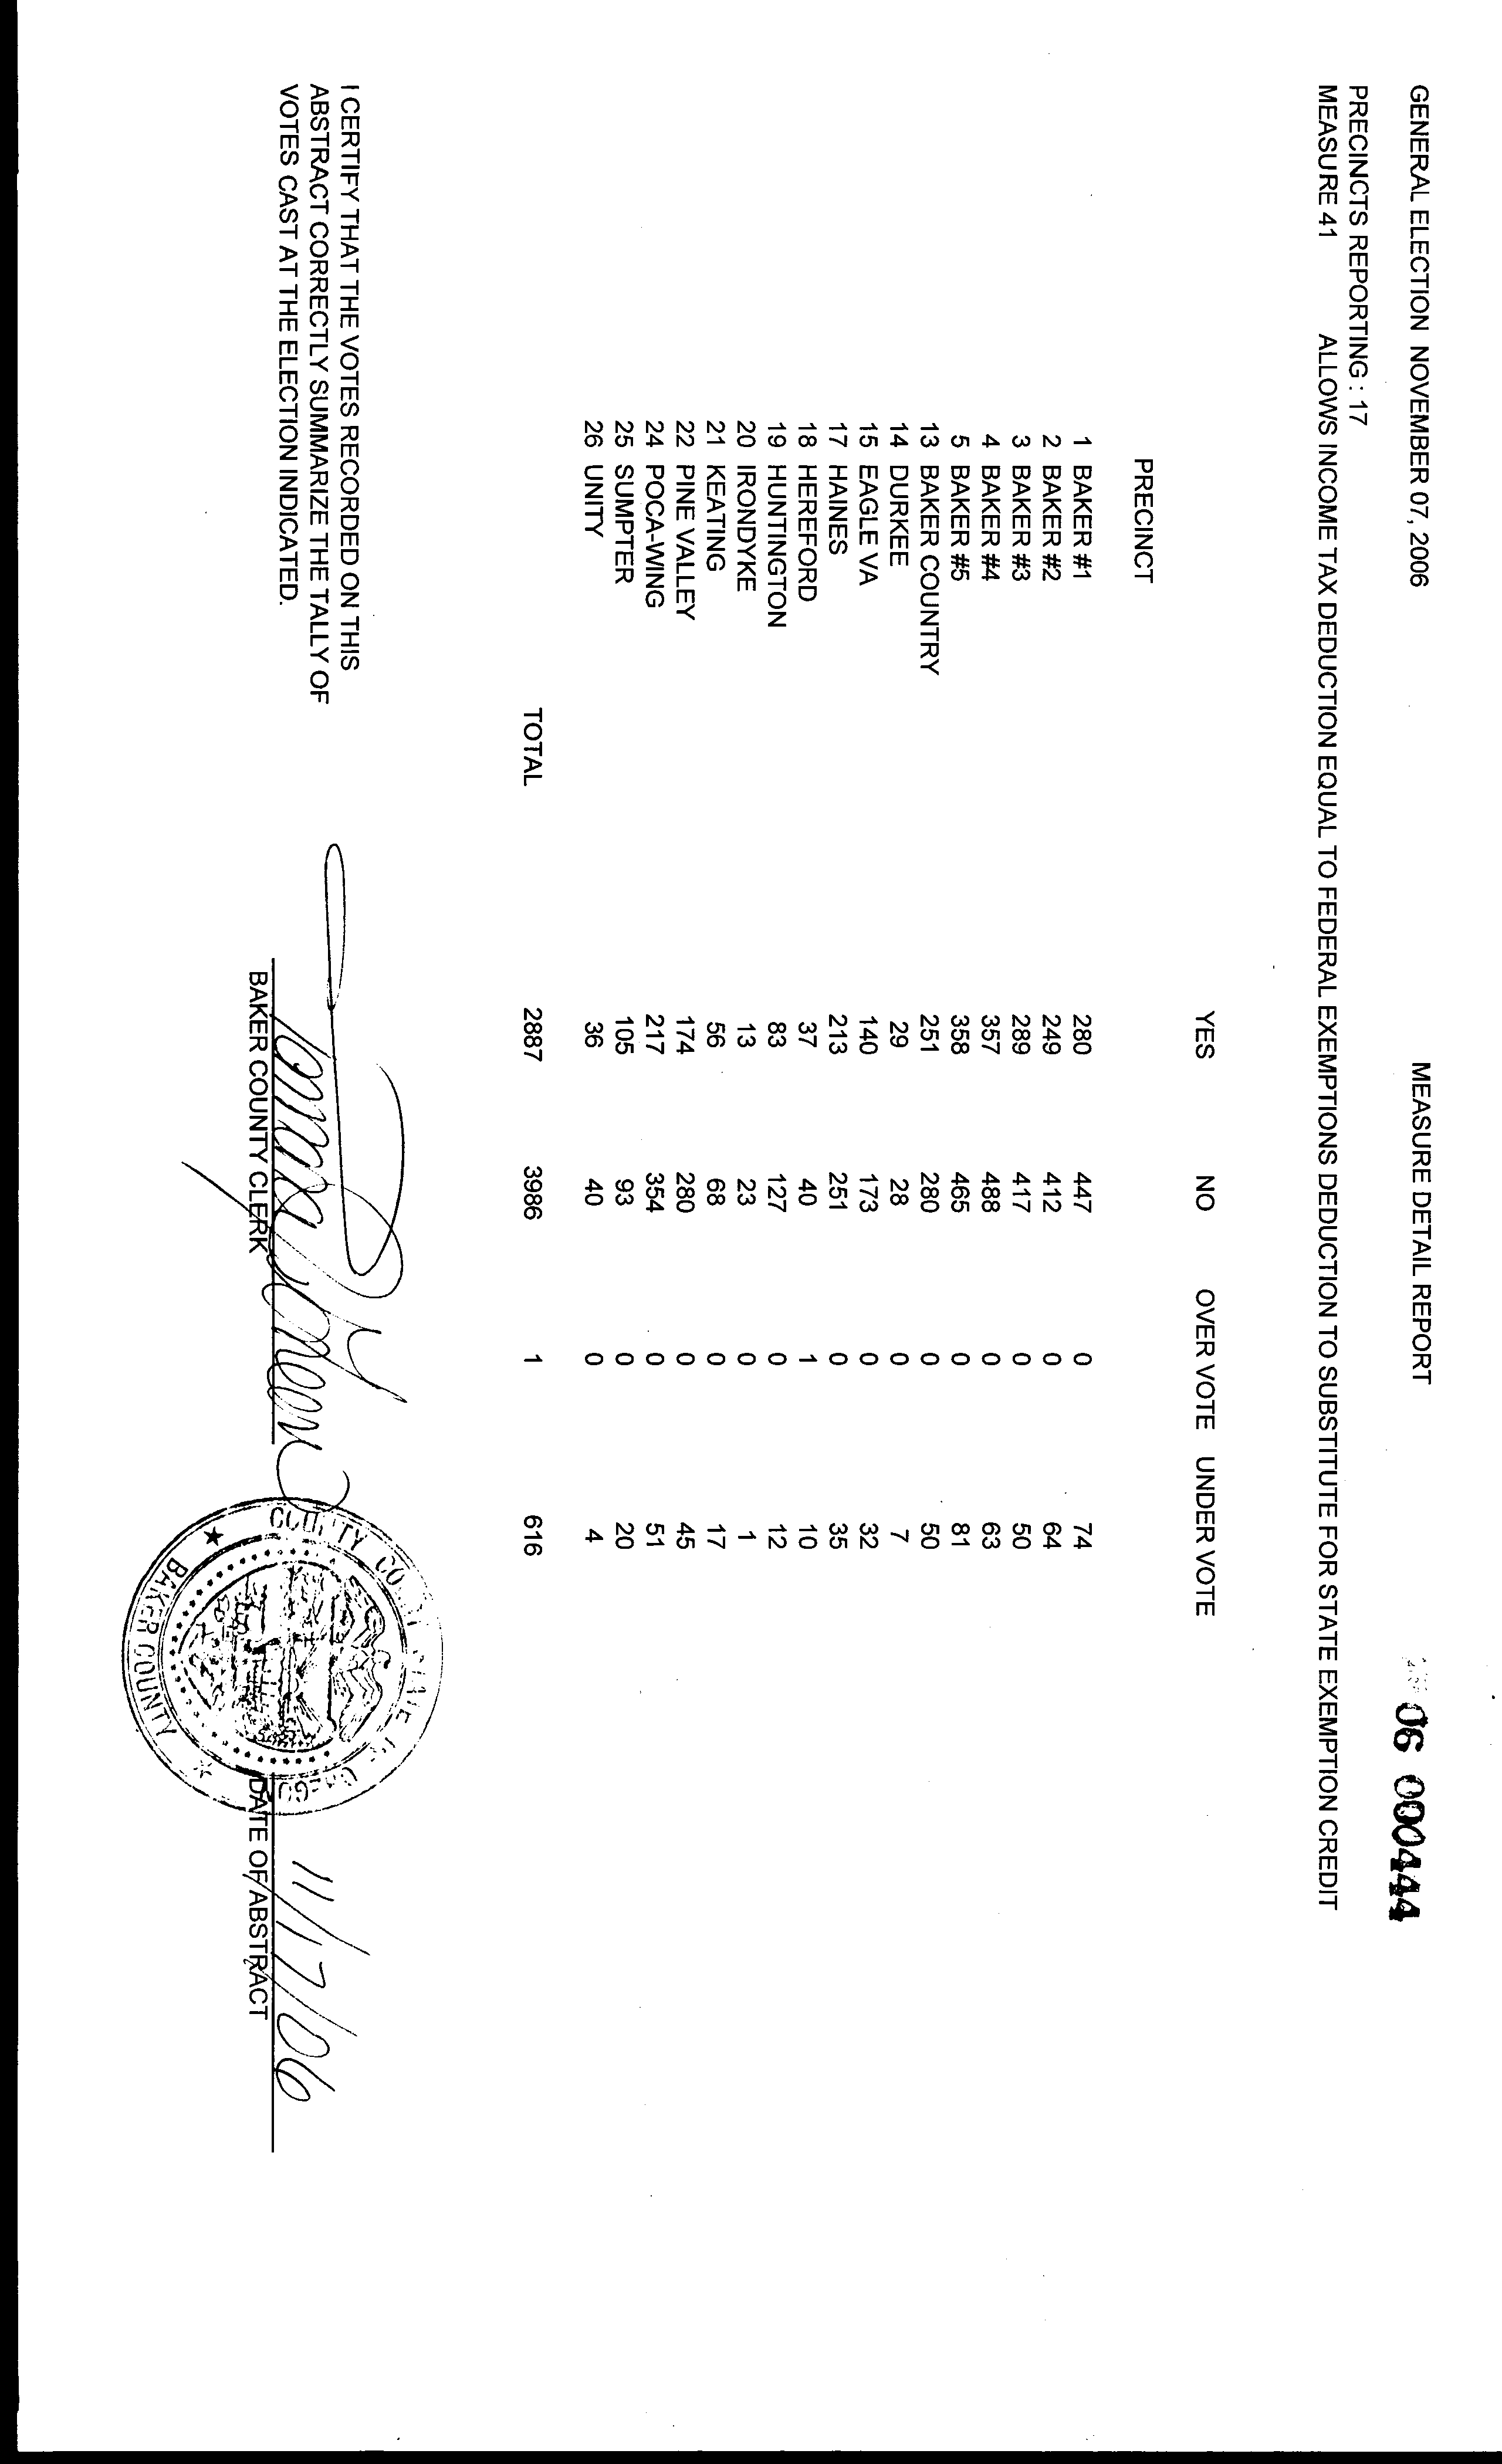 GENERAL ELECTION NOVEMBER 07, 2006 MEASURE DETAIL REPORT 06 000444
PRECINCTS REPORTING : 17
MEASURE 41 ALLOWS INCOME TAX DEDUCTION EQUAL TO FEDERAL EXEMPTIONS DEDUCTION TO SUBSTITUTE FOR STATE EXEMPTION CREDIT
YES NO OVER VOTE UNDER VOTE
PRECINCT
1 BAKER #1 280 447 0 74
2 BAKER #2 249 412 0 64
3 BAKER #3 289 417 0 50
4 BAKER #4 357 488 0 63
5 BAKER #5 358 465 0 81
13 BAKER COUNTRY 251 280 0 50
14 DURKEE 29 28 0 7
15 EAGLE VA 140 173 0 32
17 HAINES 213 251 0 35
18 HEREFORD 37 40 1 10
19 HUNTINGTON 83 127 0 12
20 IRONDYKE 13 23 0 1
21 KEATING 56 68 0 17
22 PINE VALLEY 174 280 0 45
24 POCA-WING 217 354 0 51
25 SUMPTER 105 93 0 20
26 UNITY 36 40 0 4
TOTAL 2887 3986 1 616
I CERTIFY THAT THE VOTES RECORDED ON THIS
ABSTRACT CORRECTLY SUMMARIZE THE TALLY OF
VOTES CAST AT THE ELECTION INDICATED.
11/17/06
BAKER COUNTY CLERK DATE OF ABSTRACT
BAKER COUNTY